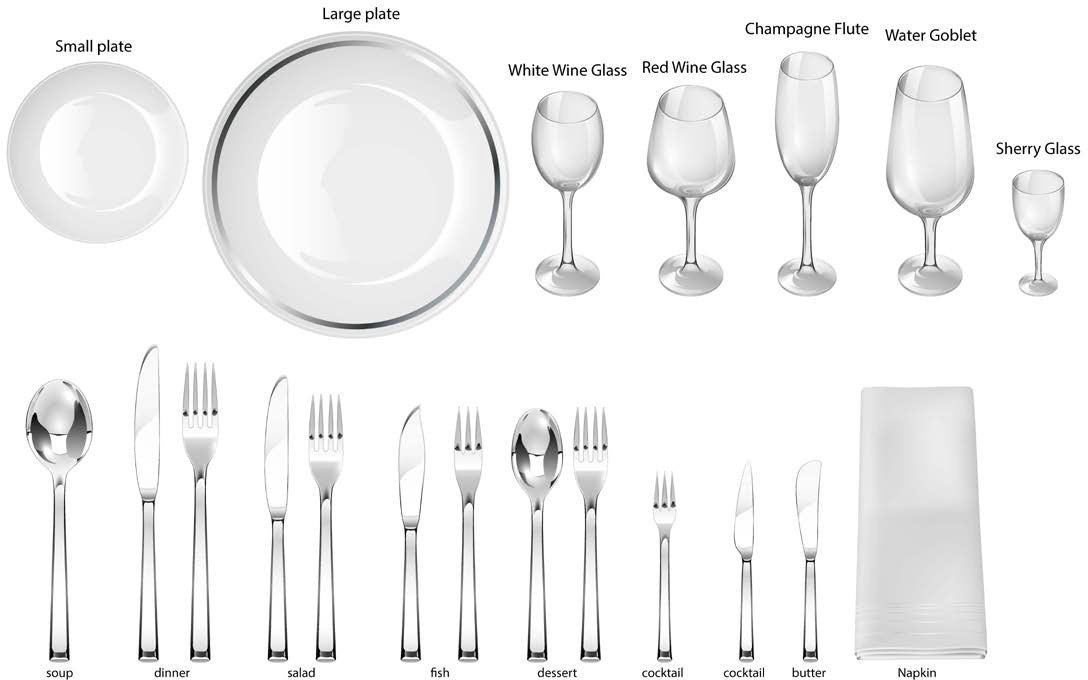 Small plate
Large plate
White Wine Glass
Red Wine Glass
Champagne Flute
Water Goblet
Sherry Glass
soup
dinner
salad
fish
dessert
cocktail
cocktail
butter
Napkin